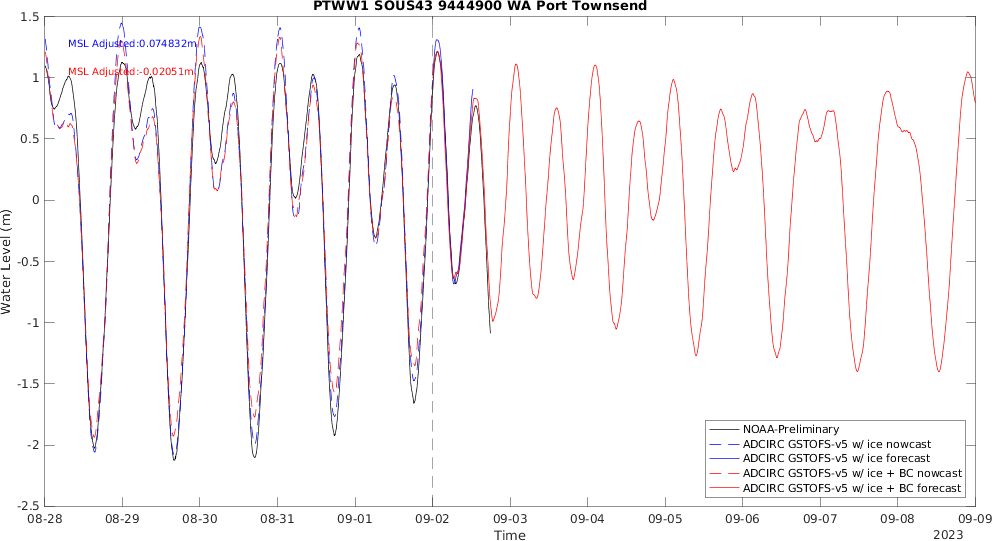 PTWW1 SOUS43 9444900 WA Port Townsend
MSL Adjusted:0.074832m
MSL Adjusted:-0.02051m
Water Level (m)
1.5
1
0.5
0
-0.5
-1
-1.5
-2
-2.5
NOAA-Preliminary
ADCIRC GSTOFS-v5 w/ ice nowcast
ADCIRC GSTOFS-v5 w/ ice forecast
ADCIRC GSTOFS-v5 w/ ice + BC nowcast
ADCIRC GSTOFS-v5 w/ ice + BC forecast
08-28 08-29 08-30 08-31 09-01 09-02 09-03 09-04 09-05 09-06 09-07 09-08 09-09
Time
2023